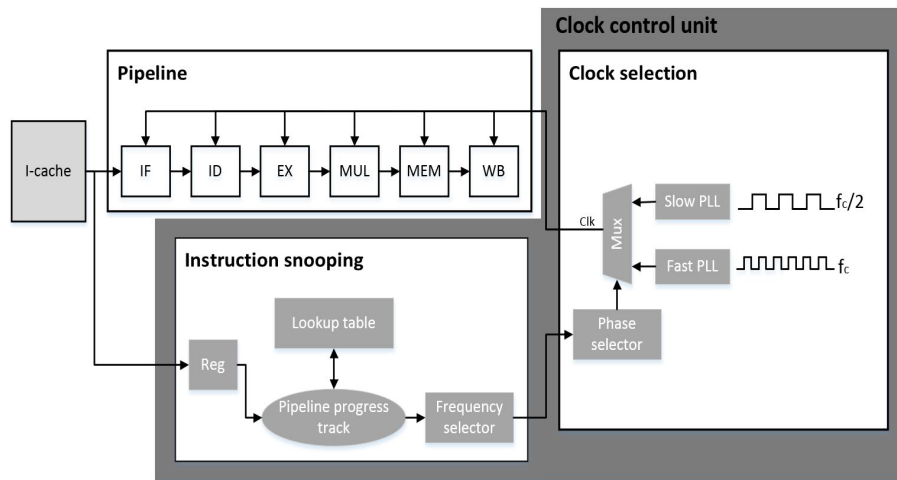 Clock control unit
Pipeline
Clock selection
I-cache
IF
ID
EX
MUL
MEM
WB
Slow PLL
fc/2
Clk
Mux
Fast PLL
fc
Instruction snooping
Lookup table
Phase
selector
Reg
Pipeline progress
track
Frequency
selector